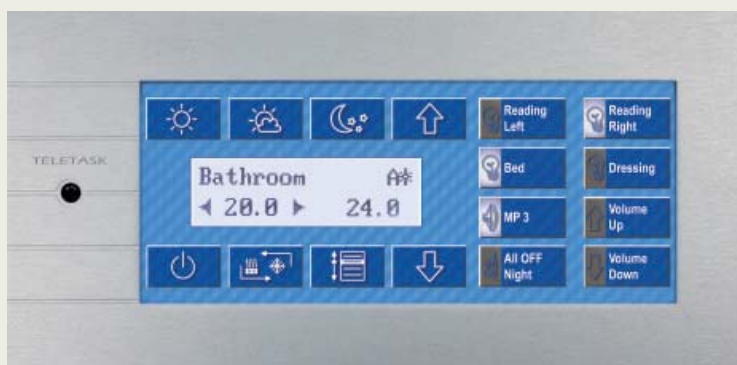 TELETASK
Bathroom A
20.0 24.0
Reading
Left
Reading
Right
Bed
Dressing
MP 3
Volume
Up
All OFF
Night
Volume
Down